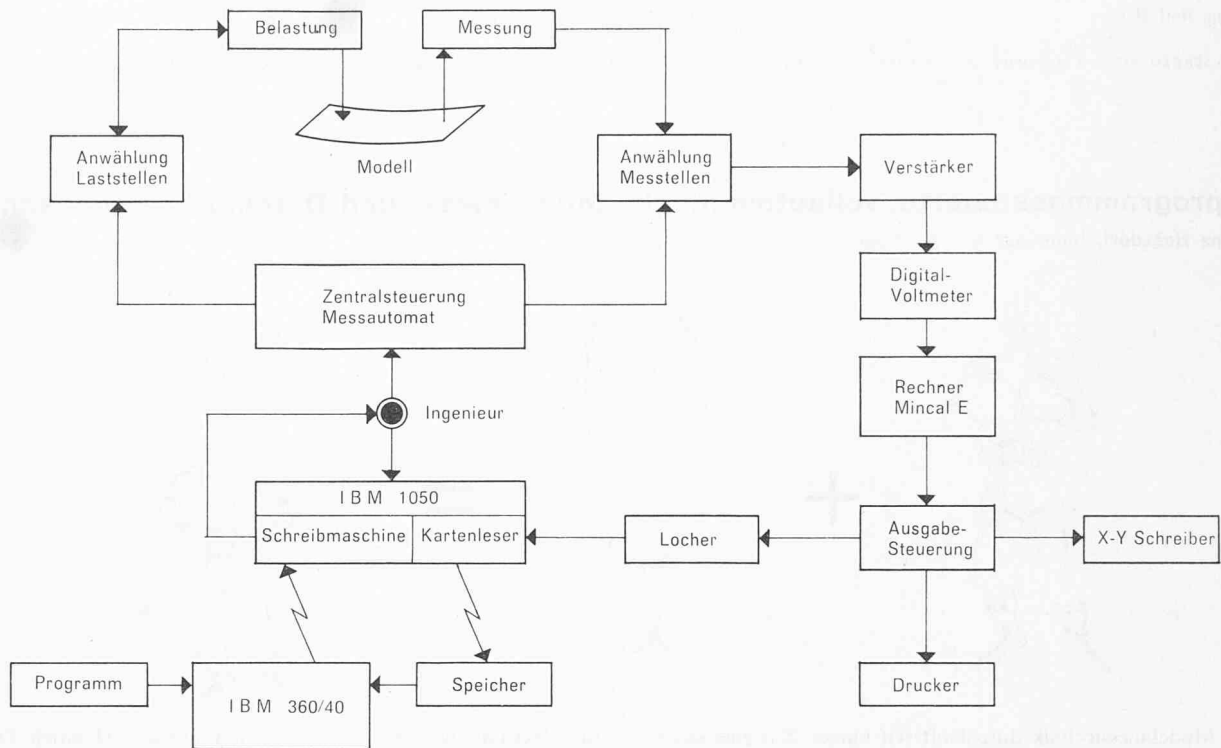 Belastung
Messung
Anwählung
Laststellen
Modell
Anwählung
Messtellen
Verstärker
Digital-
Voltmeter
Zentralsteuerung
Messautomat
Rechner
Mincal E
Ingenieur
IBM 1050
Schreibmaschine
Kartenleser
Locher
Ausgabe-
Steuerung
X-Y Schreiber
Programm
IBM 360/40
Speicher
Drucker